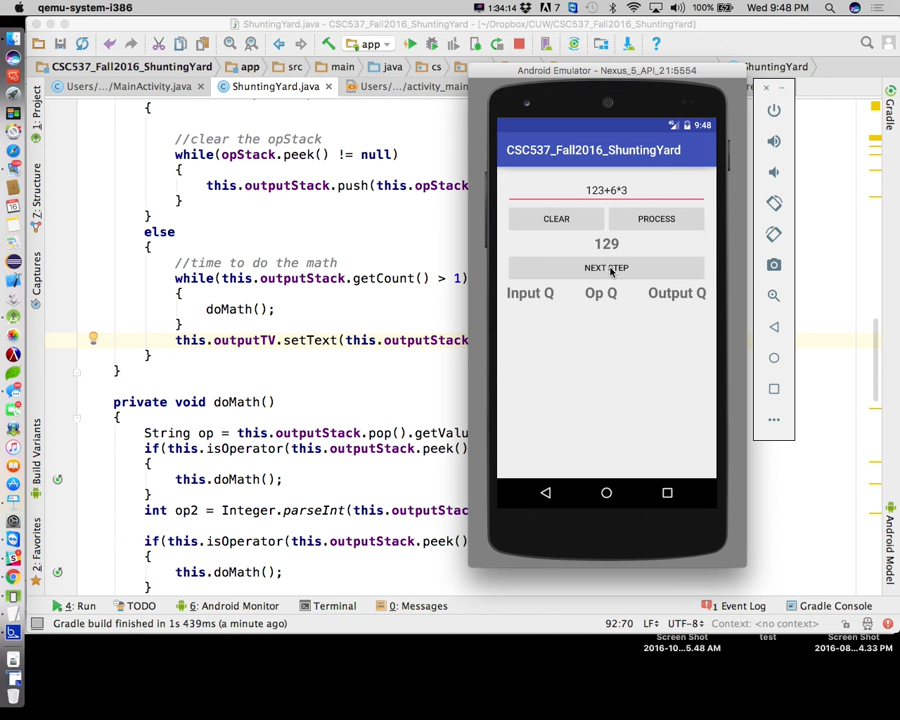 qemu-system-i386
1:34:14
7
100%
Wed 9:48 PM
ShuntingYard.java - CSC537_Fall2016_ShuntingYard - [~/Dropbox/CUW/CSC537_Fall2016_ShuntingYard]
app
CSC537_Fall2016_ShuntingYard
app
src
main
java
cs
ShuntingYard
Users/.../MainActivity.java
ShuntingYard.java
Users/.../activity_main
1: Project
Z: Structure
Captures
Build Variants
2: Favorites
Gradle
Android Model
{
//clear the opStack
while(opStack.peek() != null)
{
this.outputStack.push(this.opStack
}
}
else
{
//time to do the math
while(this.outputStack.getCount() > 1)
{
doMath();
}
this.outputTV.setText(this.outputStack
}
}
private void doMath()
{
String op = this.outputStack.pop().getValu
if(this.isOperator(this.outputStack.peek()
{
this.doMath();
}
int op2 = Integer.parseInt(this.outputStac
if(this.isOperator(this.outputStack.peek()
{
this.doMath();
}
Android Emulator - Nexus_5_API_21:5554
9:48
CSC537_Fall2016_ShuntingYard
123+6*3
CLEAR
PROCESS
129
NEXT STEP
Input Q
Op Q
Output Q
4: Run
TODO
6: Android Monitor
Terminal
0: Messages
1 Event Log
Gradle Console
Gradle build finished in 1s 439ms (a minute ago)
92:70
LF
UTF-8
Context: <no context>
Screen Shot
2016-10...5.48 AM
test
Screen Shot
2016-08...4.33 PM